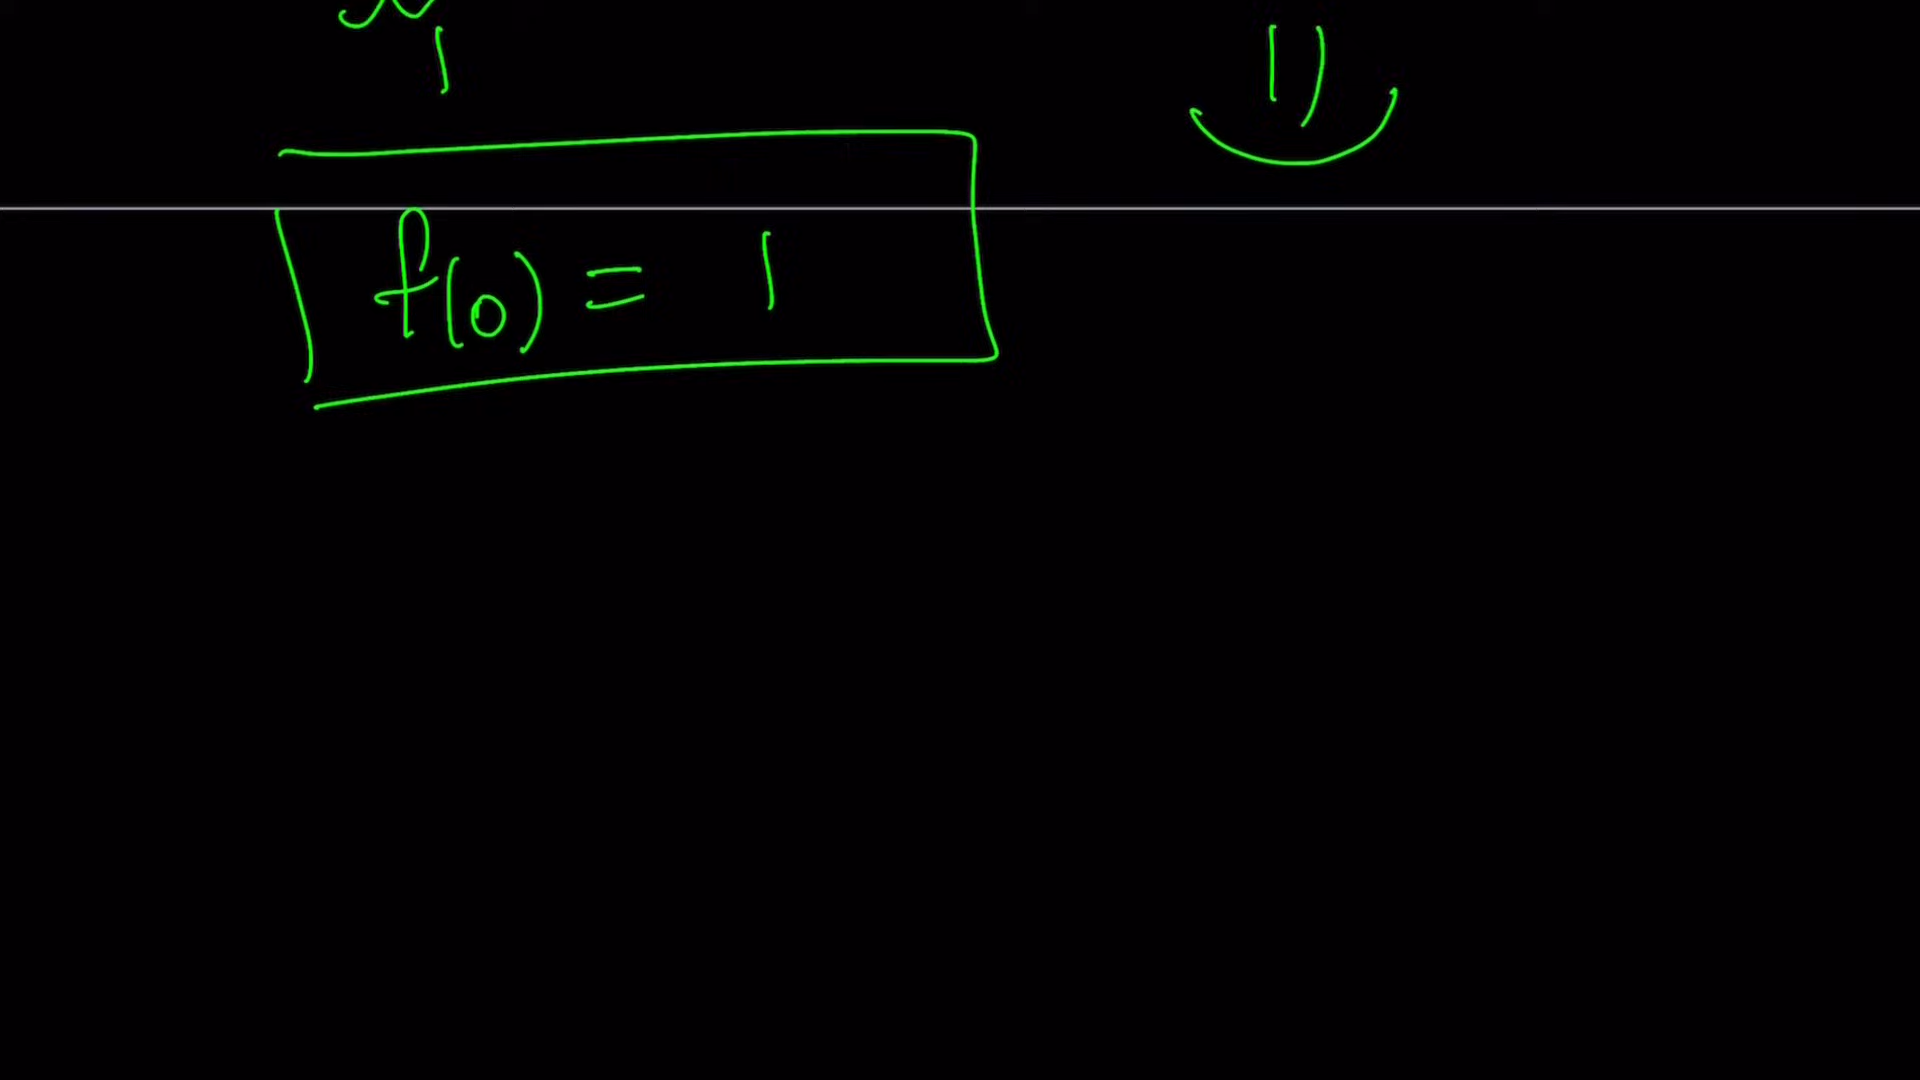 f(0) = 1